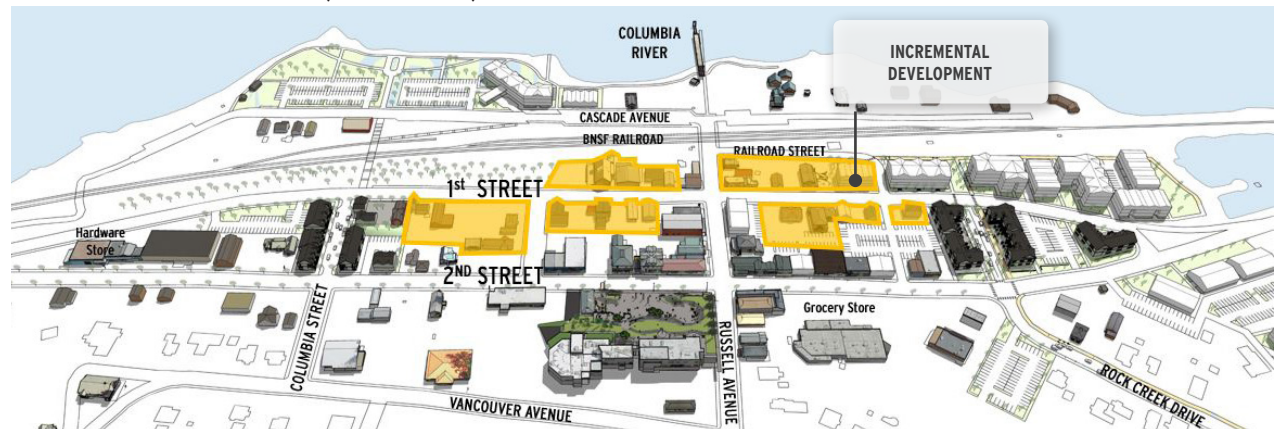 COLUMBIA
RIVER
INCREMENTAL
DEVELOPMENT
CASCADE AVENUE
BNSF RAILROAD
RAILROAD STREET
1st STREET
Hardware
Store
2ND STREET
COLUMBIA STREET
Grocery Store
RUSSELL AVENUE
ROCK CREEK DRIVE
VANCOUVER AVENUE